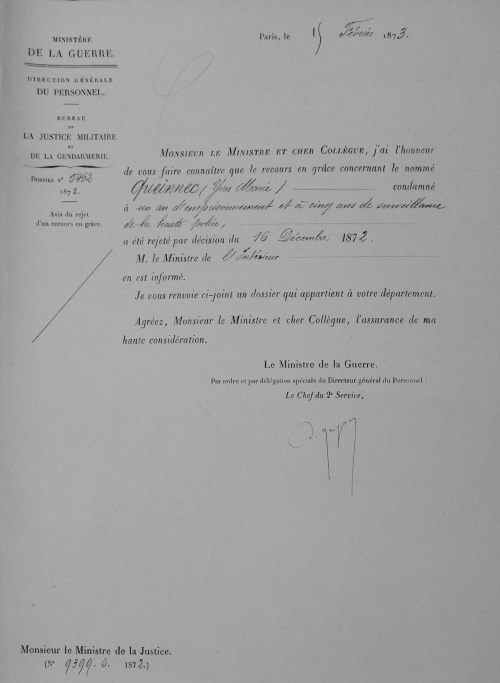 MINISTÈRE
DE LA GUERRE.
DIRECTION GÉNÉRALE
DU PERSONNEL.
BUREAU
DE
LA JUSTICE MILITAIRE
ET
DE LA GENDARMERIE.
DOSSIER N° 5462
1872.
Avis du rejet
d'un recours en grâce.
Paris, le 15 Février 1873.
MONSIEUR LE MINISTRE ET CHER COLLÈGUE, j'ai l'honneur
de vous faire connaître que le recours en grâce concernant le nommé
Queinnec (Yves Marie) condamné
à un an d'emprisonnement et à cinq ans de surveillance
de la haute police,
a été rejeté par décision du 16 Décembre 1872.
M. le Ministre de l'Intérieur
en est informé.
Je vous renvoie ci-joint un dossier qui appartient à votre département.
Agréez, Monsieur le Ministre et cher Collègue, l'assurance de ma
haute considération.
Le Ministre de la Guerre.
Par ordre et par délégation spéciale du Directeur général du Personnel :
Le Chef du 2e Service,
Monsieur le Ministre de la Justice.
(N° 9399. S. 1872.)